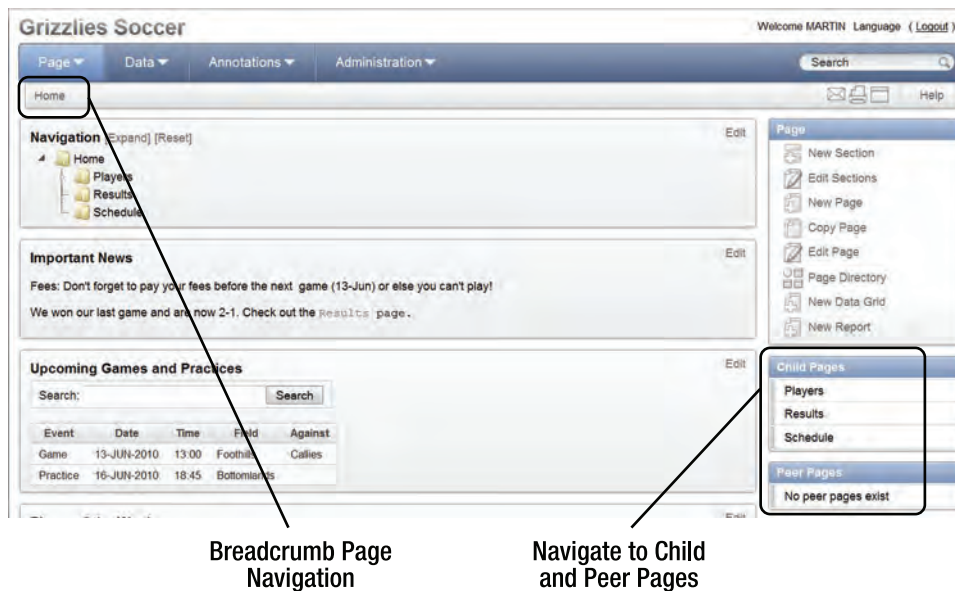 Grizzlies Soccer
Welcome MARTIN Language ( Logout )
Page Data Annotations Administration Search
Home Help
Navigation [Expand] [Reset] Edit
Home
Players
Results
Schedule
Important News Edit
Fees: Don't forget to pay your fees before the next game (13-Jun) or else you can't play!
We won our last game and are now 2-1. Check out the Results page.
Upcoming Games and Practices Edit
Search: Search
Event Date Time Field Against
Game 13-JUN-2010 13:00 Foothills Callies
Practice 16-JUN-2010 18:45 Bottomlands
Page
New Section
Edit Sections
New Page
Copy Page
Edit Page
Page Directory
New Data Grid
New Report
Child Pages
Players
Results
Schedule
Peer Pages
No peer pages exist
Breadcrumb Page
Navigation
Navigate to Child
and Peer Pages